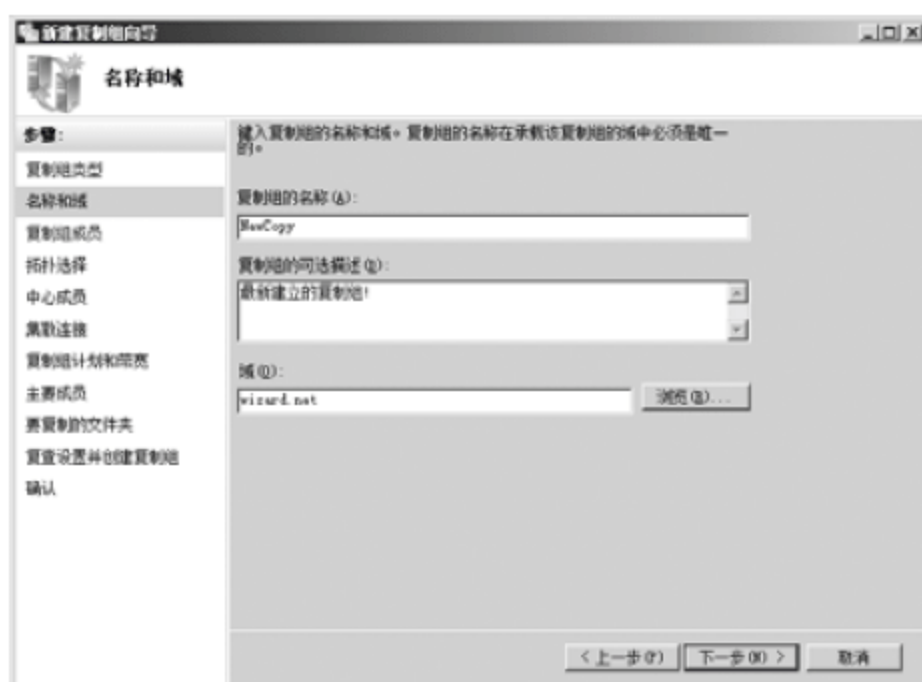 新建复制组向导
名称和域
步骤:
键入复制组的名称和域。复制组的名称在承载该复制组的域中必须是唯一
的。
复制组类型
名称和域
复制组成员
拓扑选择
中心成员
集散连接
复制组计划和带宽
主要成员
要复制的文件夹
复查设置并创建复制组
确认
复制组的名称(A):
NewCopy
复制组的可选描述(Q):
最新建立的复制组!
域(D):
wizard.net
浏览(B)...
<上一步(P)
下一步(N) >
取消